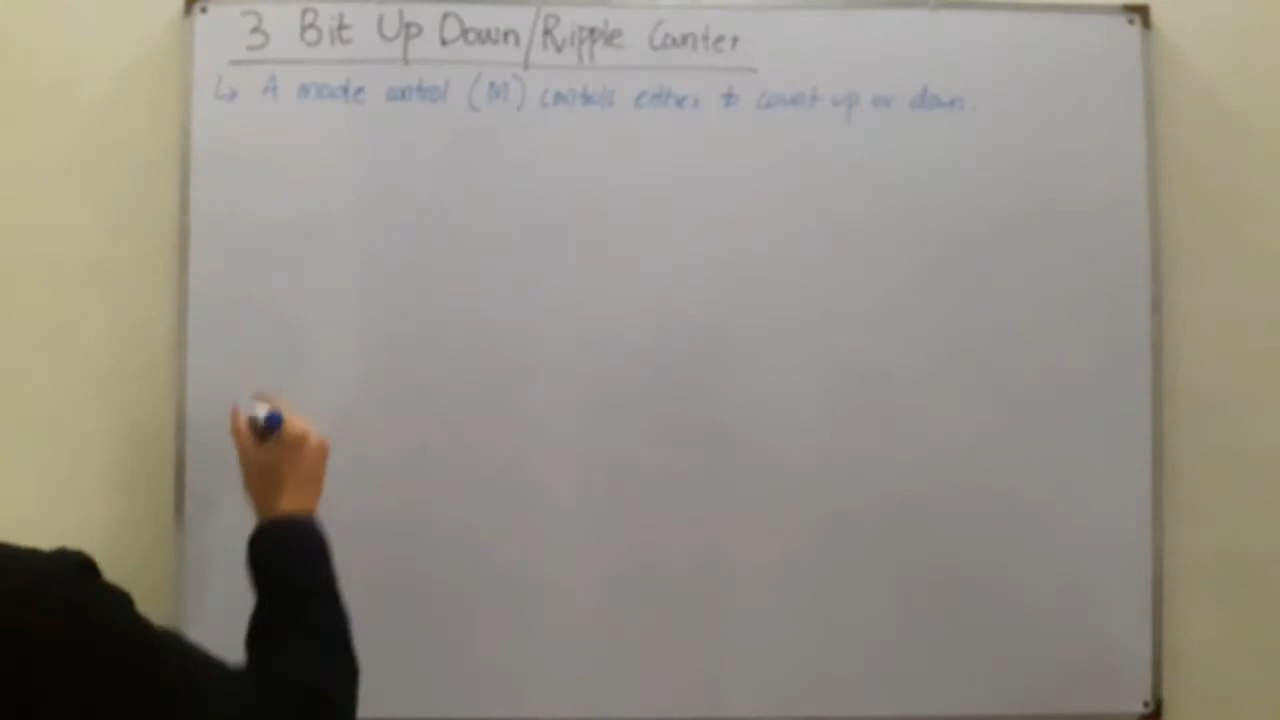 3 Bit Up Down/Ripple Counter
↳ A mode control (M) controls either to count up or down.